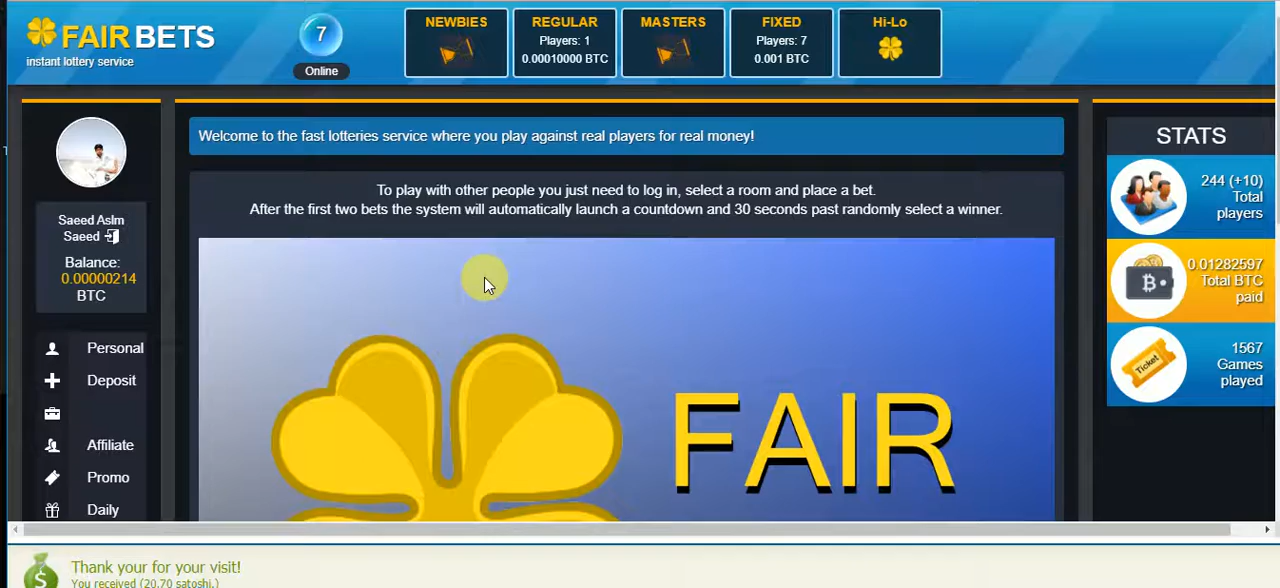 FAIRBETS
instant lottery service
7
Online
NEWBIES
REGULAR
Players: 1
0.00010000 BTC
MASTERS
FIXED
Players: 7
0.001 BTC
Hi-Lo
Saeed Aslm
Saeed
Balance:
0.00000214
BTC
Personal
Deposit
Affiliate
Promo
Daily
Welcome to the fast lotteries service where you play against real players for real money!
To play with other people you just need to log in, select a room and place a bet.
After the first two bets the system will automatically launch a countdown and 30 seconds past randomly select a winner.
FAIR
STATS
244 (+10)
Total
players
0.01282597
Total BTC
paid
Ticket
1567
Games
played
Thank your for your visit!
You received (20.70 satoshi.)